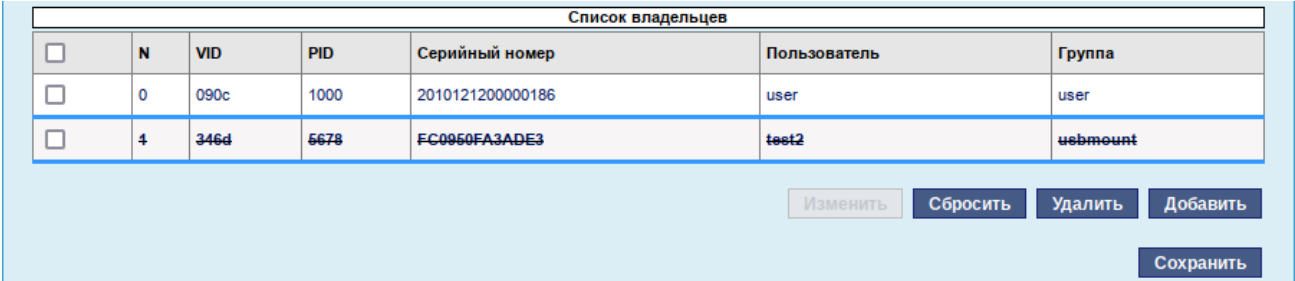 Список владельцев
N VID PID Серийный номер Пользователь Группа
0 090c 1000 2010121200000186 user user
1 346d 5678 FC0950FA3ADE3 test2 usbmount
Изменить Сбросить Удалить Добавить
Сохранить